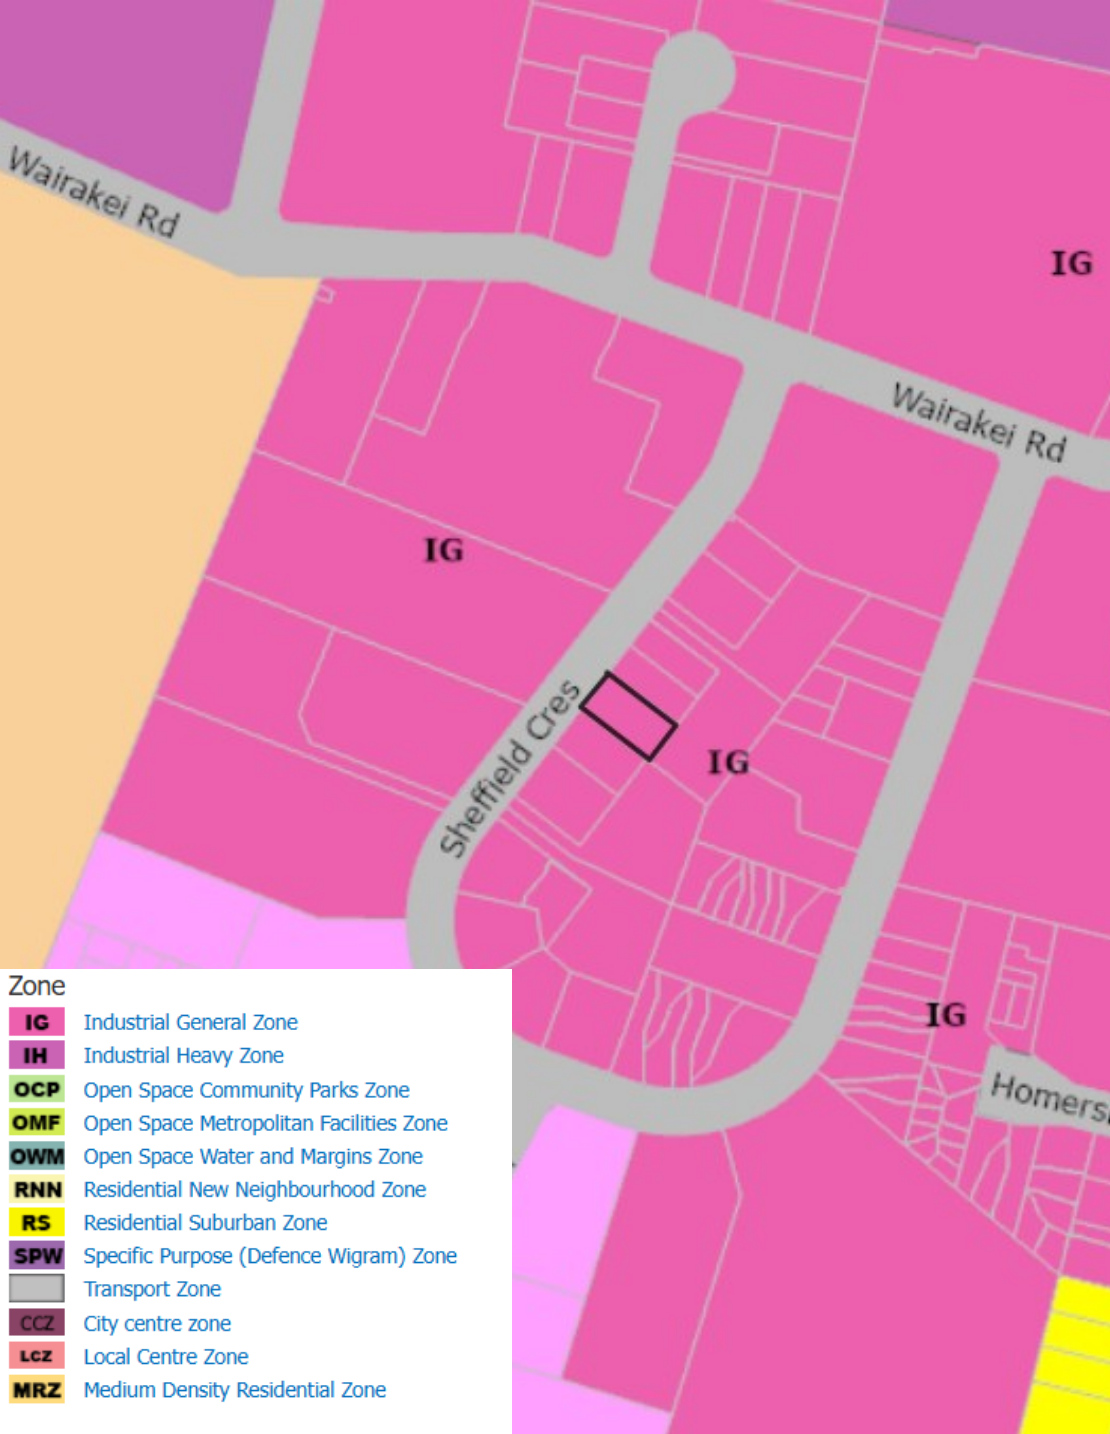 Wairakei Rd
IG
Wairakei Rd
IG
Sheffield Cres
IG
IG
Homers
Zone
IG Industrial General Zone
IH Industrial Heavy Zone
OCP Open Space Community Parks Zone
OMF Open Space Metropolitan Facilities Zone
OWM Open Space Water and Margins Zone
RNN Residential New Neighbourhood Zone
RS Residential Suburban Zone
SPW Specific Purpose (Defence Wigram) Zone
Transport Zone
CCZ City centre zone
LCZ Local Centre Zone
MRZ Medium Density Residential Zone